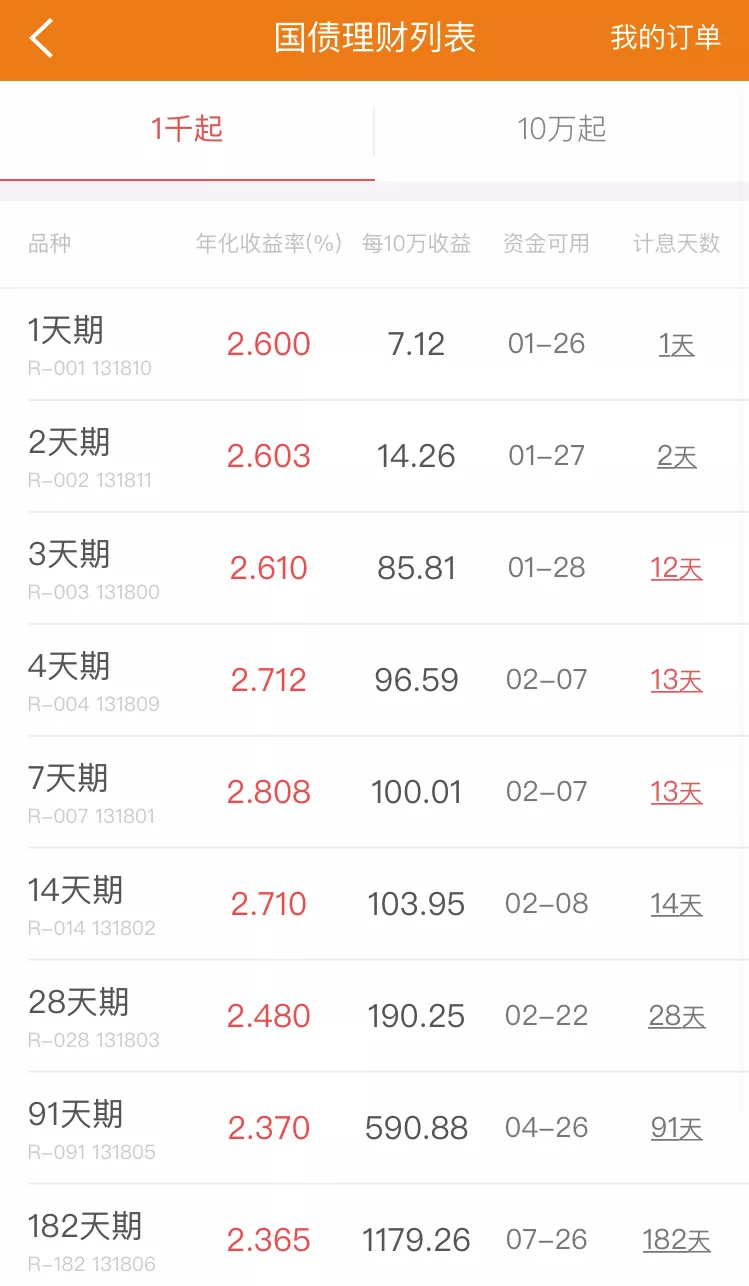 国债理财列表 我的订单
1千起 10万起
品种 年化收益率(%) 每10万收益 资金可用 计息天数
1天期 2.600 7.12 01-26 1天
R-001 131810
2天期 2.603 14.26 01-27 2天
R-002 131811
3天期 2.610 85.81 01-28 12天
R-003 131800
4天期 2.712 96.59 02-07 13天
R-004 131809
7天期 2.808 100.01 02-07 13天
R-007 131801
14天期 2.710 103.95 02-08 14天
R-014 131802
28天期 2.480 190.25 02-22 28天
R-028 131803
91天期 2.370 590.88 04-26 91天
R-091 131805
182天期 2.365 1179.26 07-26 182天
R-182 131806